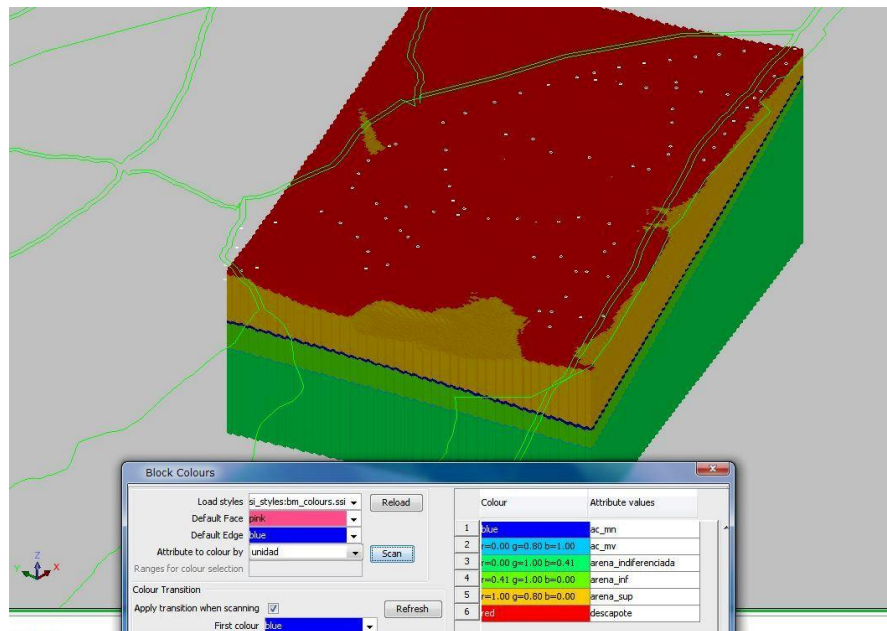 Z
Y X
Block Colours
Load styles si_styles:bm_colours.ssi Reload
Default Face pink
Default Edge blue
Attribute to colour by unidad Scan
Ranges for colour selection
Colour Transition
Apply transition when scanning Refresh
First colour blue
Colour Attribute values
1 blue ac_mn
2 r=0.00 g=0.80 b=1.00 ac_mv
3 r=0.00 g=1.00 b=0.41 arena_indiferenciada
4 r=0.41 g=1.00 b=0.00 arena_inf
5 r=1.00 g=0.80 b=0.00 arena_sup
6 red descapote